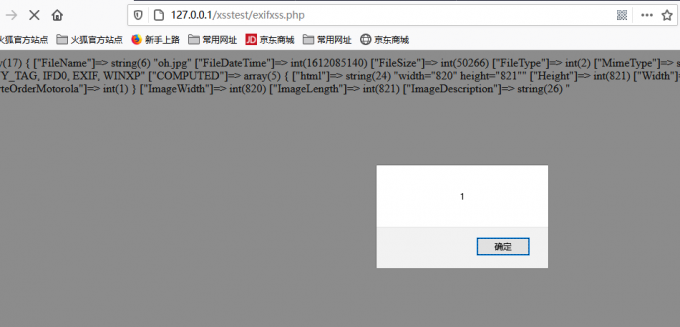 127.0.0.1/xsstest/exifxss.php
火狐官方站点 火狐官方站点 新手上路 常用网址 JD 京东商城 常用网址 京东商城
(17) { ["FileName"]=> string(6) "oh.jpg" ["FileDateTime"]=> int(1612085140) ["FileSize"]=> int(50266) ["FileType"]=> int(2) ["MimeType"]=>
Y_TAG, IFD0, EXIF, WINXP" ["COMPUTED"]=> array(5) { ["html"]=> string(24) "width="820" height="821"" ["Height"]=> int(821) ["Width"]
teOrderMotorola"]=> int(1) } ["ImageWidth"]=> int(820) ["ImageLength"]=> int(821) ["ImageDescription"]=> string(26) "
1
确定